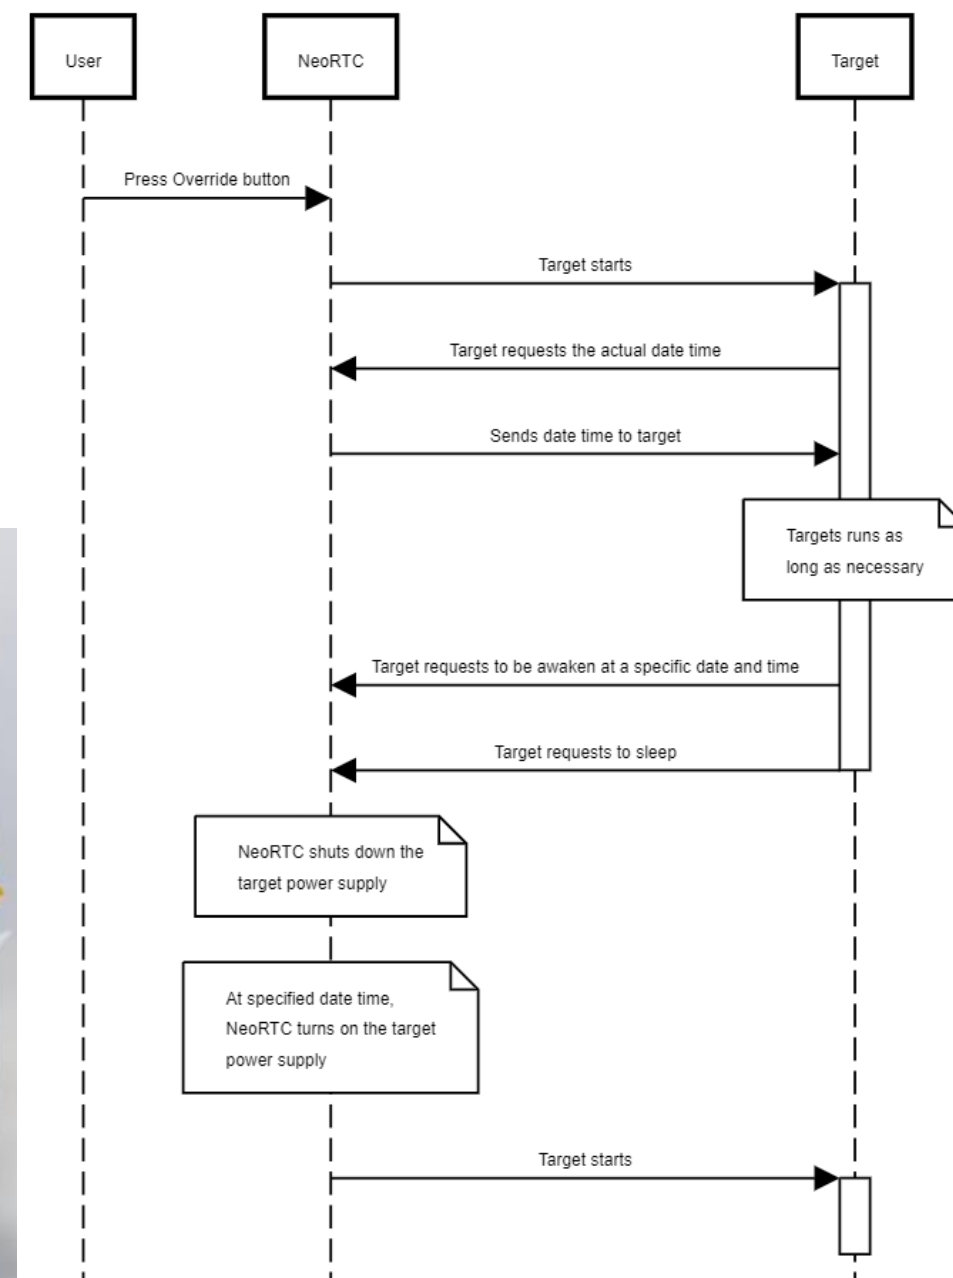 User
NeoRTC
Target
Press Override button
Target starts
Target requests the actual date time
Sends date time to target
Targets runs as
long as necessary
Target requests to be awaken at a specific date and time
Target requests to sleep
NeoRTC shuts down the
target power supply
At specified date time,
NeoRTC turns on the target
power supply
Target starts